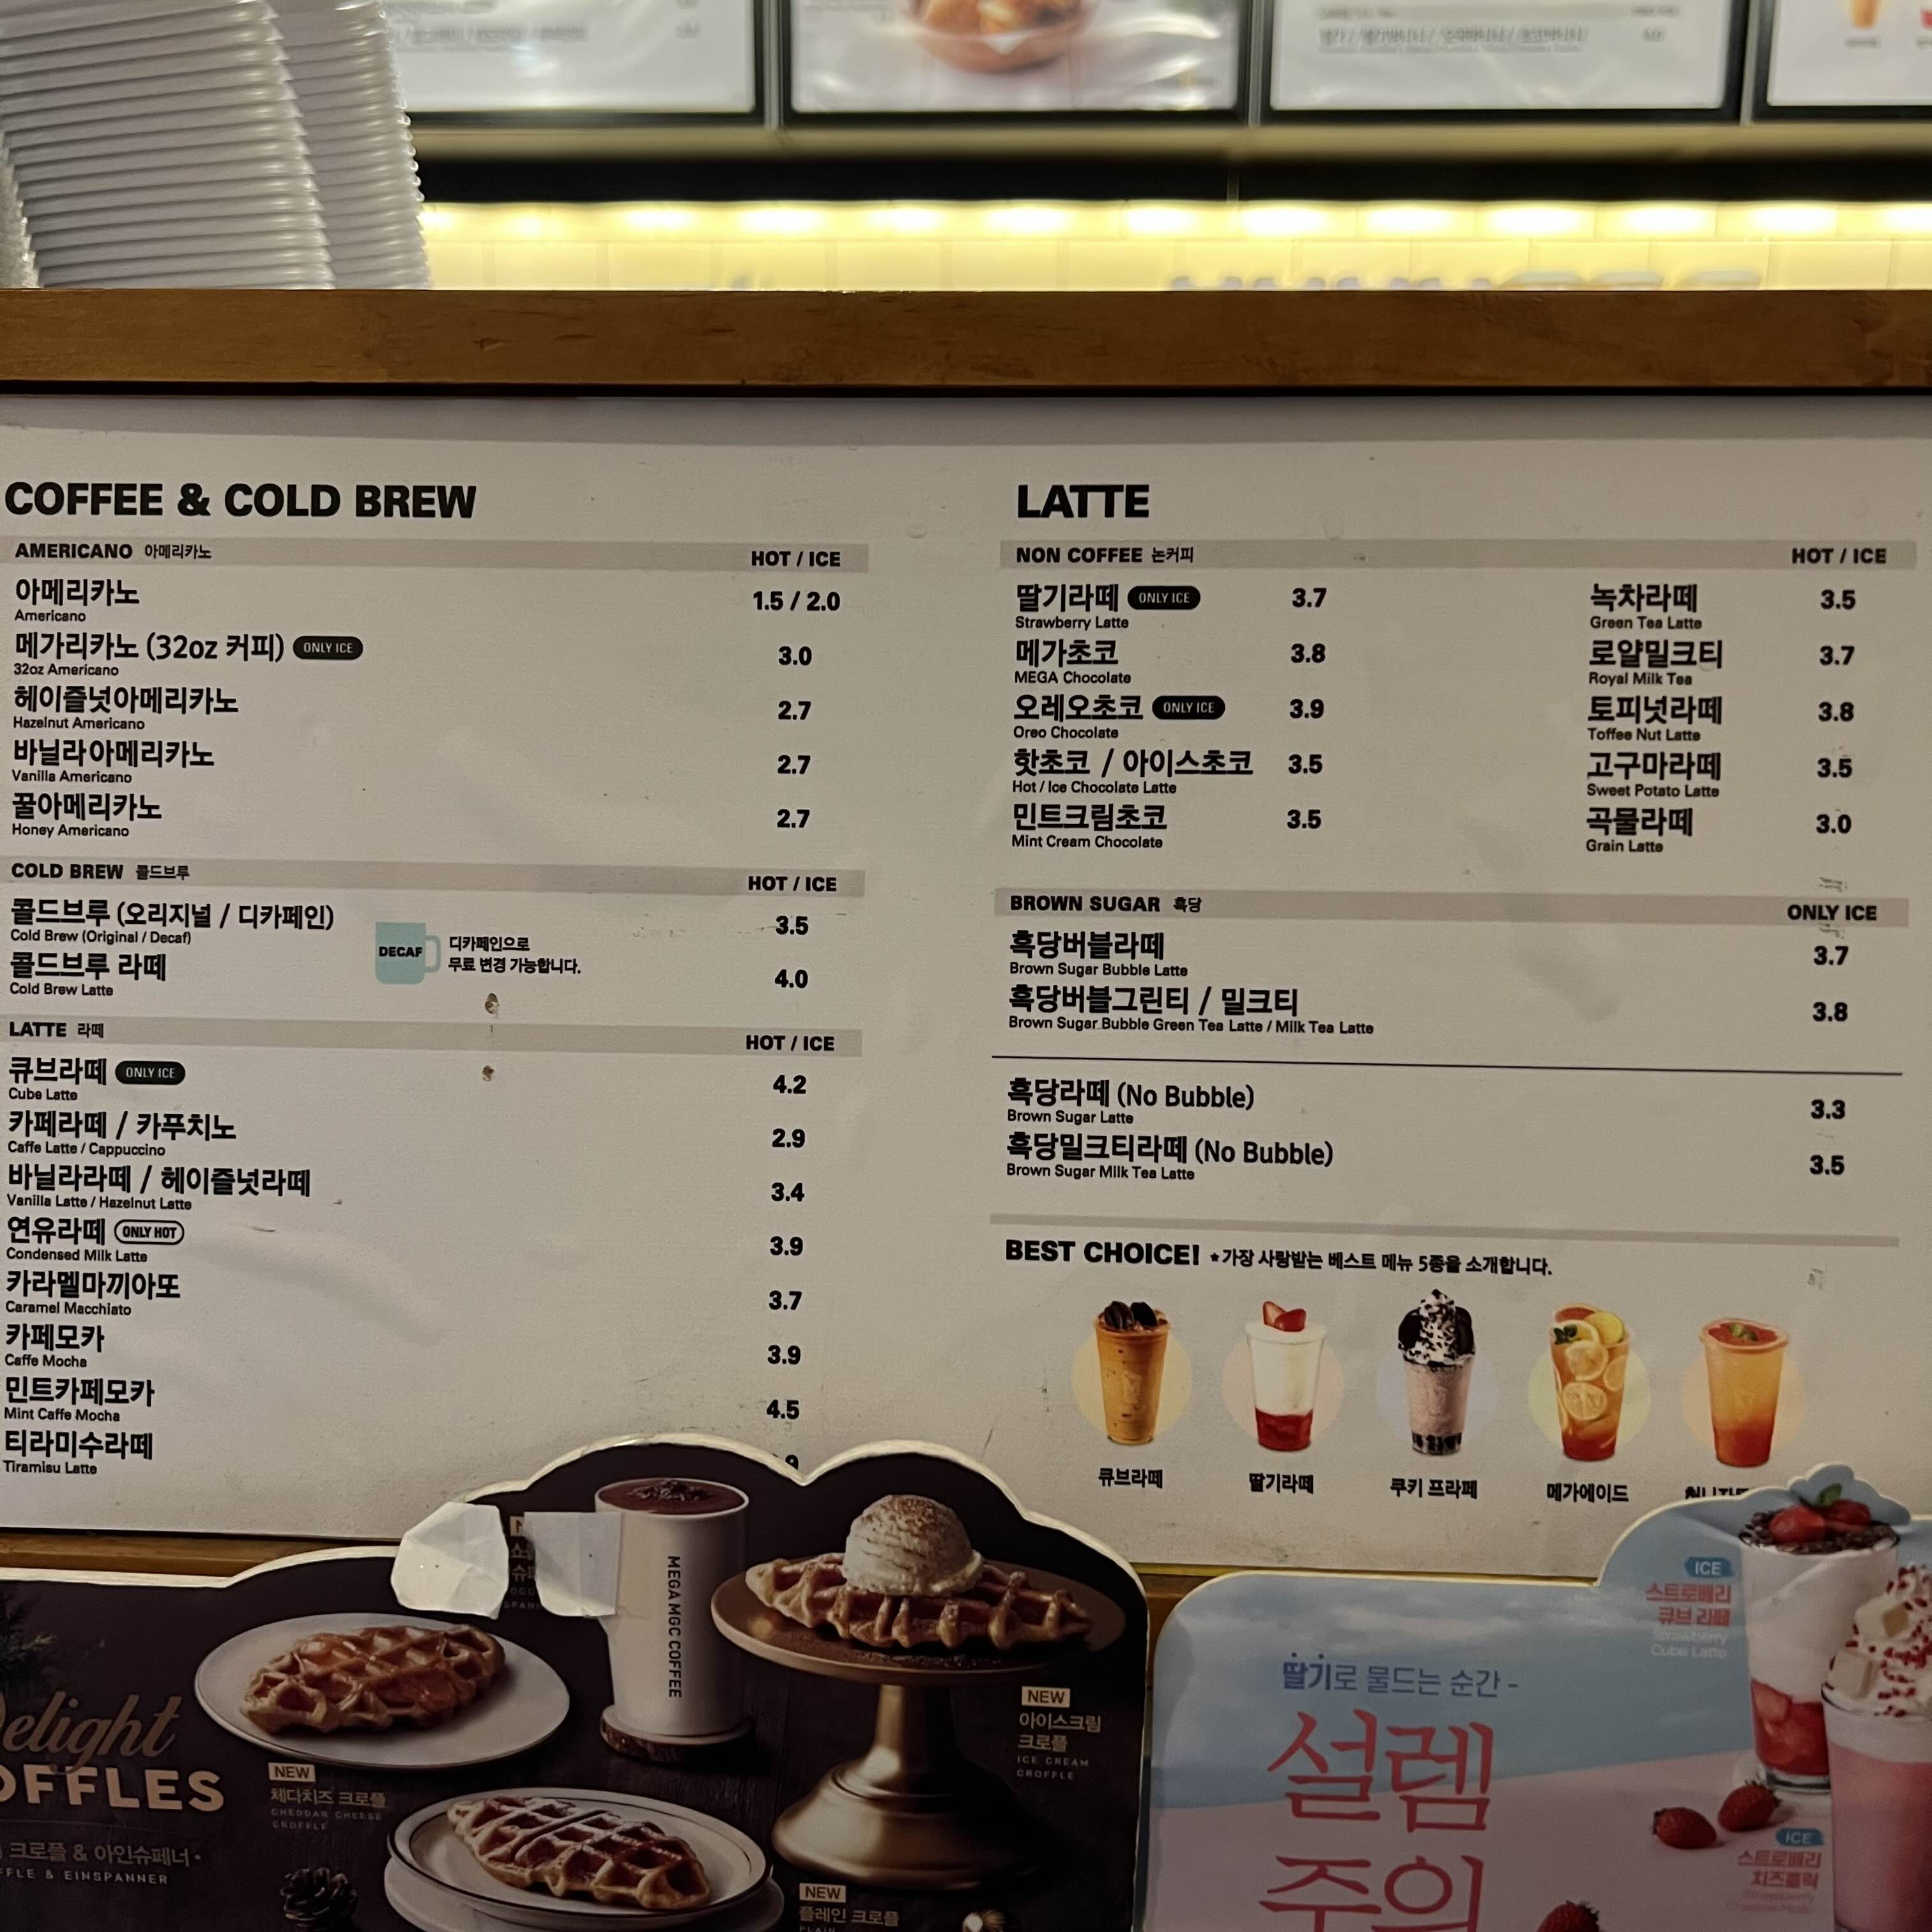 COFFEE & COLD BREW
AMERICANO 아메리카노 HOT / ICE
아메리카노 1.5 / 2.0
Americano
메가리카노 (32oz 커피) ONLY ICE 3.0
32oz Americano
헤이즐넛아메리카노 2.7
Hazelnut Americano
바닐라아메리카노 2.7
Vanilla Americano
꿀아메리카노 2.7
Honey Americano
COLD BREW 콜드브루 HOT / ICE
콜드브루 (오리지널 / 디카페인) 3.5
Cold Brew (Original / Decaf)
콜드브루 라떼 4.0
Cold Brew Latte
DECAF
디카페인으로
무료 변경 가능합니다.
LATTE 라떼 HOT / ICE
큐브라떼 ONLY ICE 4.2
Cube Latte
카페라떼 / 카푸치노 2.9
Caffe Latte / Cappuccino
바닐라라떼 / 헤이즐넛라떼 3.4
Vanilla Latte / Hazelnut Latte
연유라떼 ONLY HOT 3.9
Condensed Milk Latte
카라멜마끼아또 3.7
Caramel Macchiato
카페모카 3.9
Caffe Mocha
민트카페모카 4.5
Mint Caffe Mocha
티라미수라떼
Tiramisu Latte
LATTE
NON COFFEE 논커피 HOT / ICE
딸기라떼 ONLY ICE 3.7
Strawberry Latte
메가초코 3.8
MEGA Chocolate
오레오초코 ONLY ICE 3.9
Oreo Chocolate
핫초코 / 아이스초코 3.5
Hot / Ice Chocolate Latte
민트크림초코 3.5
Mint Cream Chocolate
녹차라떼 3.5
Green Tea Latte
로얄밀크티 3.7
Royal Milk Tea
토피넛라떼 3.8
Toffee Nut Latte
고구마라떼 3.5
Sweet Potato Latte
곡물라떼 3.0
Grain Latte
BROWN SUGAR 흑당 ONLY ICE
흑당버블라떼 3.7
Brown Sugar Bubble Latte
흑당버블그린티 / 밀크티 3.8
Brown Sugar Bubble Green Tea Latte / Milk Tea Latte
흑당라떼 (No Bubble) 3.3
Brown Sugar Latte
흑당밀크티라떼 (No Bubble) 3.5
Brown Sugar Milk Tea Latte
BEST CHOICE! *가장 사랑받는 베스트 메뉴 5종을 소개합니다.
큐브라떼 딸기라떼 쿠키 프라페 메가에이드
MEGA MGC COFFEE
elight
OFFLES
크로플 & 아인슈페너
FFLE & EINSPANNER
NEW
체다치즈 크로플
CHEDDAR CHEESE
CROFFLE
NEW
아이스크림
크로플
ICE CREAM
CROFFLE
NEW
플레인 크로플
PLAIN
딸기로 물드는 순간 -
설렘
주의
ICE
스트로베리
큐브 라떼
Strawberry
Cube Latte
ICE
스트로베리
치즈홀릭